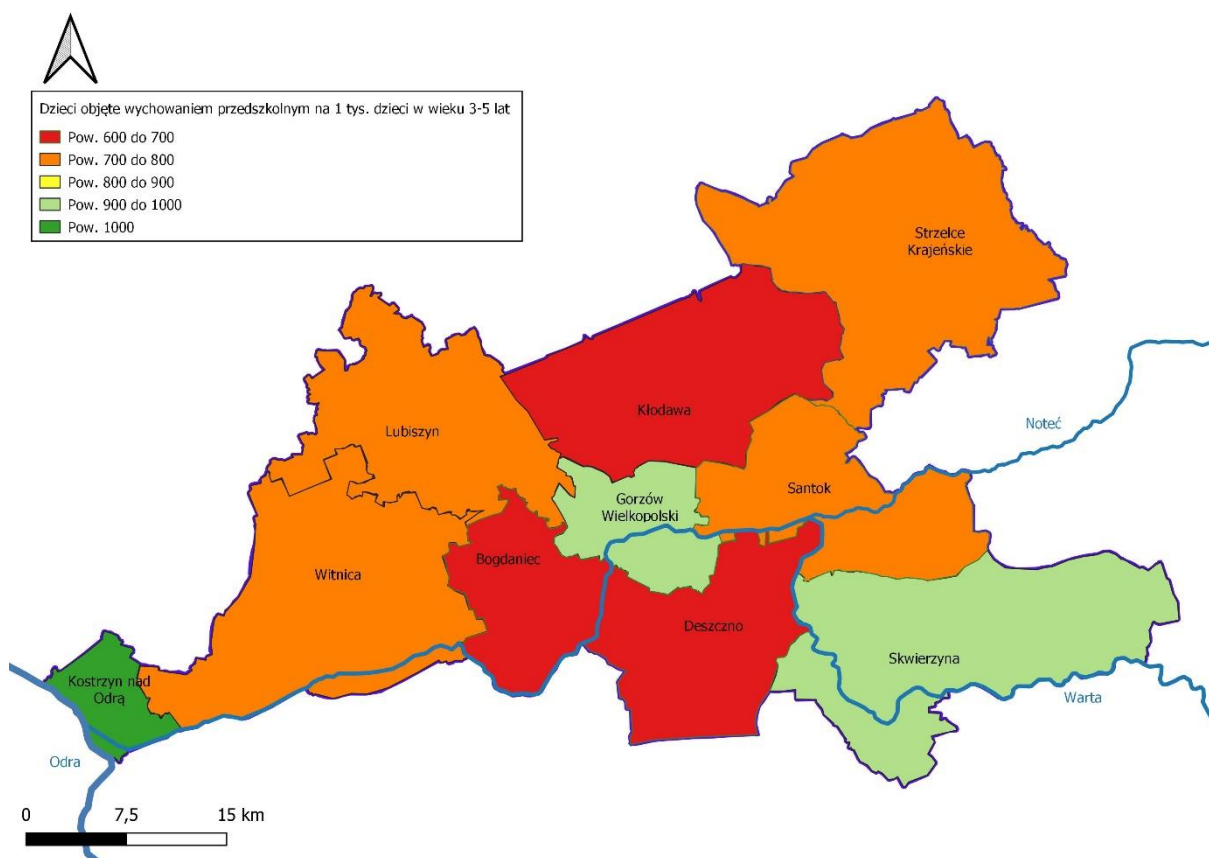 Dzieci objęte wychowaniem przedszkolnym na 1 tys. dzieci w wieku 3-5 lat
Pow. 600 do 700
Pow. 700 do 800
Pow. 800 do 900
Pow. 900 do 1000
Pow. 1000
Strzelce
Krajeńskie
Kłodawa
Lubiszyn
Noteć
Santok
Gorzów
Wielkopolski
Bogdaniec
Witnica
Deszczno
Skwierzyna
Kostrzyn nad
Odrą
Warta
Odra
0 7,5 15 km